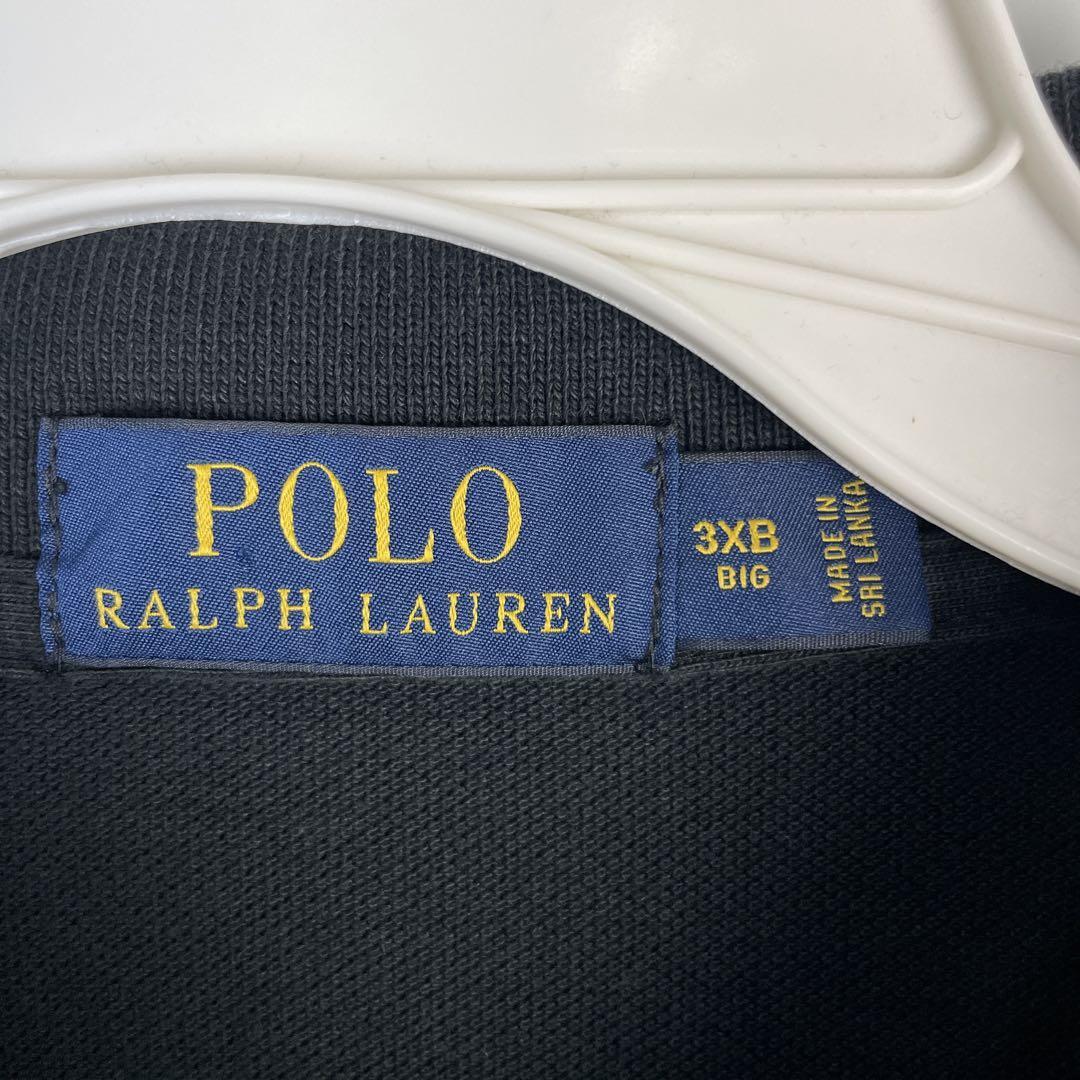 POLO
RALPH LAUREN
3XB
BIG
MADE IN
SRI LANKA